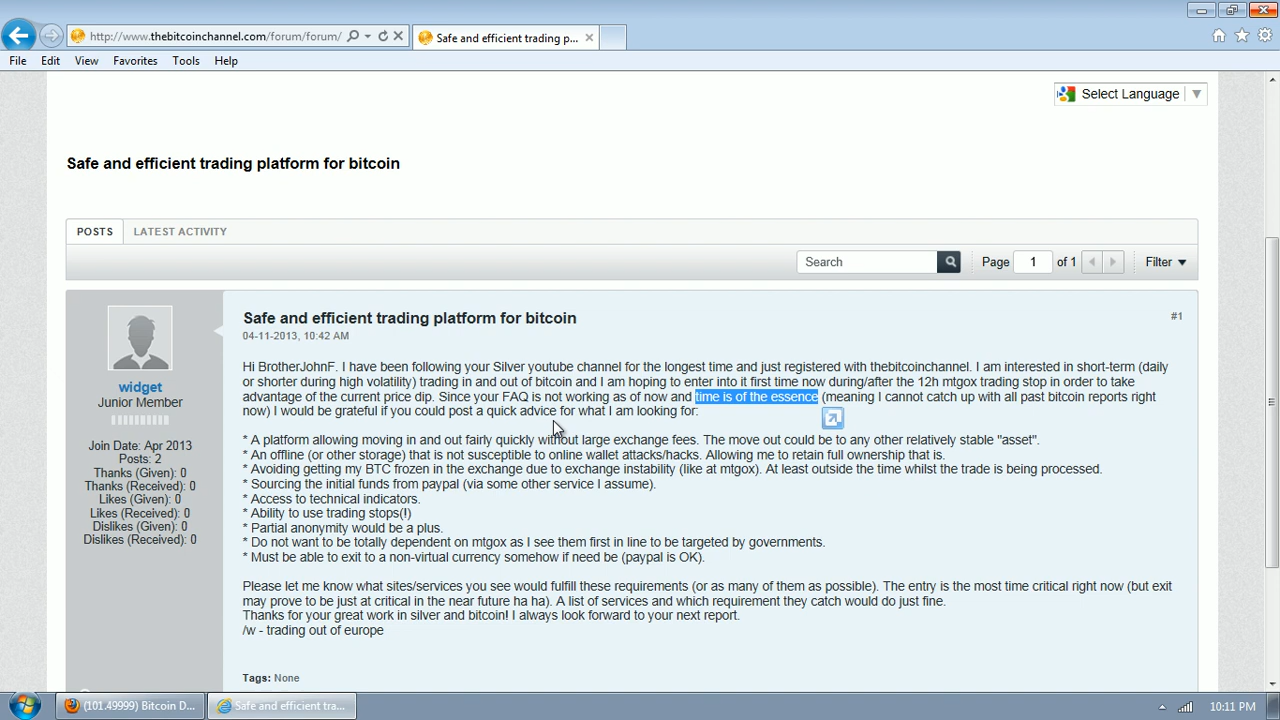 http://www.thebitcoinchannel.com/forum/forum/
Safe and efficient trading p...
File Edit View Favorites Tools Help
Select Language
Safe and efficient trading platform for bitcoin
POSTS LATEST ACTIVITY
Search Page 1 of 1 Filter
Safe and efficient trading platform for bitcoin
#1
04-11-2013, 10:42 AM
widget
Junior Member
Join Date: Apr 2013
Posts: 2
Thanks (Given): 0
Thanks (Received): 0
Likes (Given): 0
Likes (Received): 0
Dislikes (Given): 0
Dislikes (Received): 0
Hi BrotherJohnF. I have been following your Silver youtube channel for the longest time and just registered with thebitcoinchannel. I am interested in short-term (daily
or shorter during high volatility) trading in and out of bitcoin and I am hoping to enter into it first time now during/after the 12h mtgox trading stop in order to take
advantage of the current price dip. Since your FAQ is not working as of now and time is of the essence (meaning I cannot catch up with all past bitcoin reports right
now) I would be grateful if you could post a quick advice for what I am looking for:
* A platform allowing moving in and out fairly quickly without large exchange fees. The move out could be to any other relatively stable "asset".
* An offline (or other storage) that is not susceptible to online wallet attacks/hacks. Allowing me to retain full ownership that is.
* Avoiding getting my BTC frozen in the exchange due to exchange instability (like at mtgox). At least outside the time whilst the trade is being processed.
* Sourcing the initial funds from paypal (via some other service I assume).
* Access to technical indicators.
* Ability to use trading stops(!)
* Partial anonymity would be a plus.
* Do not want to be totally dependent on mtgox as I see them first in line to be targeted by governments.
* Must be able to exit to a non-virtual currency somehow if need be (paypal is OK).
Please let me know what sites/services you see would fulfill these requirements (or as many of them as possible). The entry is the most time critical right now (but exit
may prove to be just at critical in the near future ha ha). A list of services and which requirement they catch would do just fine.
Thanks for your great work in silver and bitcoin! I always look forward to your next report.
/w - trading out of europe
Tags: None
(101.49999) Bitcoin D...
Safe and efficient tra...
10:11 PM